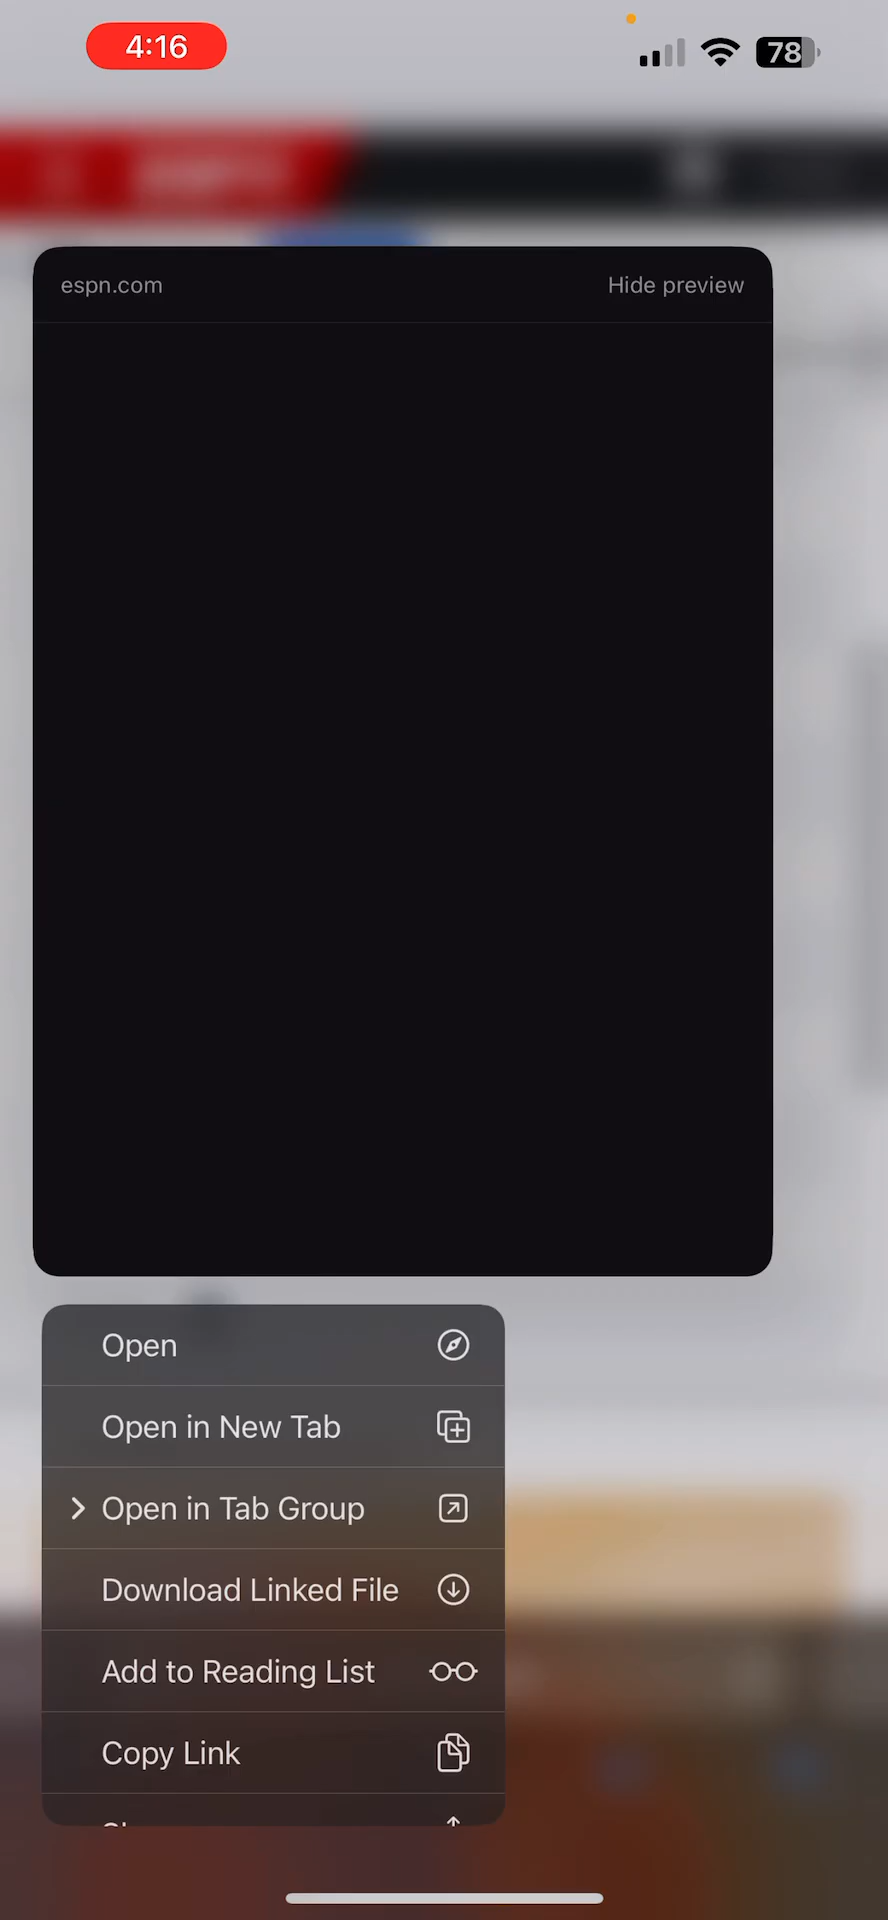 4:16
78
espn.com
Hide preview
Open
Open in New Tab
Open in Tab Group
Download Linked File
Add to Reading List
Copy Link